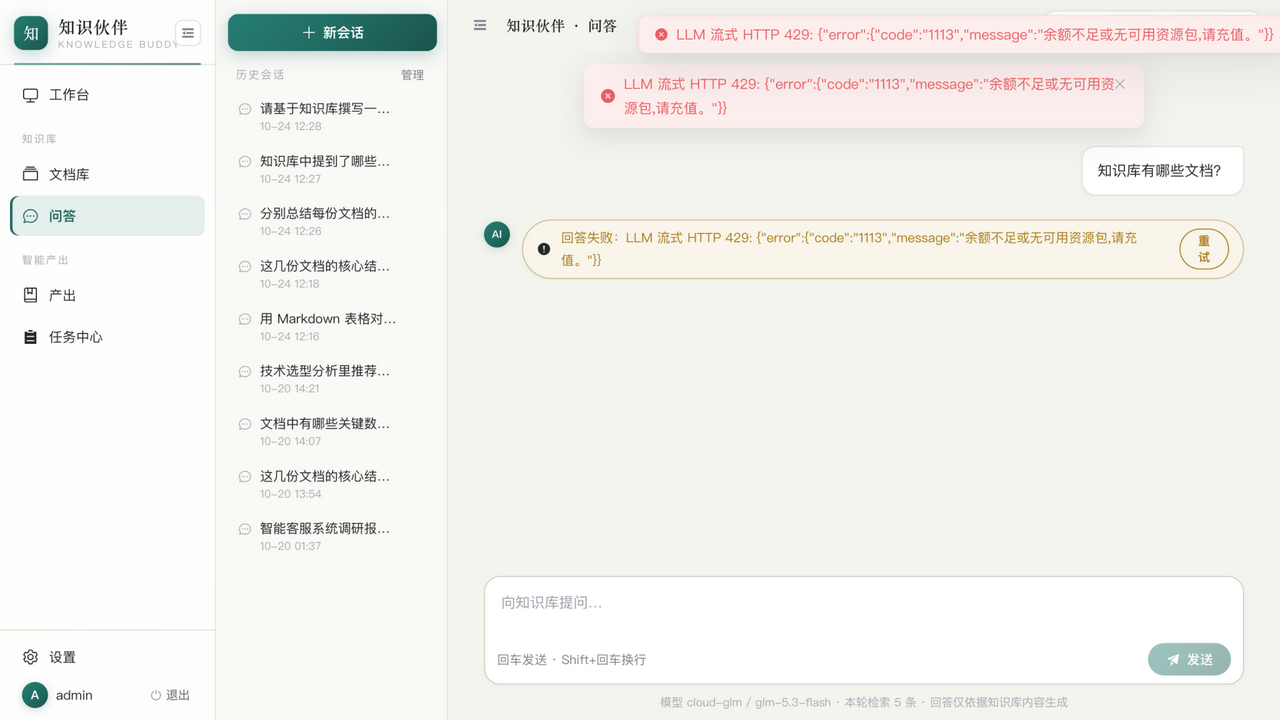 知
知识伙伴
KNOWLEDGE BUDDY
工作台
知识库
文档库
问答
智能产出
产出
任务中心
设置
A
admin
退出
新会话
历史会话
管理
请基于知识库撰写一...
10-24 12:28
知识库中提到了哪些...
10-24 12:27
分别总结每份文档的...
10-24 12:26
这几份文档的核心结...
10-24 12:18
用 Markdown 表格对...
10-24 12:16
技术选型分析里推荐...
10-20 14:21
文档中有哪些关键数...
10-20 14:07
这几份文档的核心结...
10-20 13:54
智能客服系统调研报...
10-20 01:37
知识伙伴 · 问答
LLM 流式 HTTP 429: {"error":{"code":"1113","message":"余额不足或无可用资源包,请充值。"}}
LLM 流式 HTTP 429: {"error":{"code":"1113","message":"余额不足或无可用资
源包,请充值。"}}
知识库有哪些文档?
AI
回答失败：LLM 流式 HTTP 429: {"error":{"code":"1113","message":"余额不足或无可用资源包,请充
值。"}}
重
试
向知识库提问...
回车发送 · Shift+回车换行
发送
模型 cloud-glm / glm-5.3-flash · 本轮检索 5 条 · 回答仅依据知识库内容生成